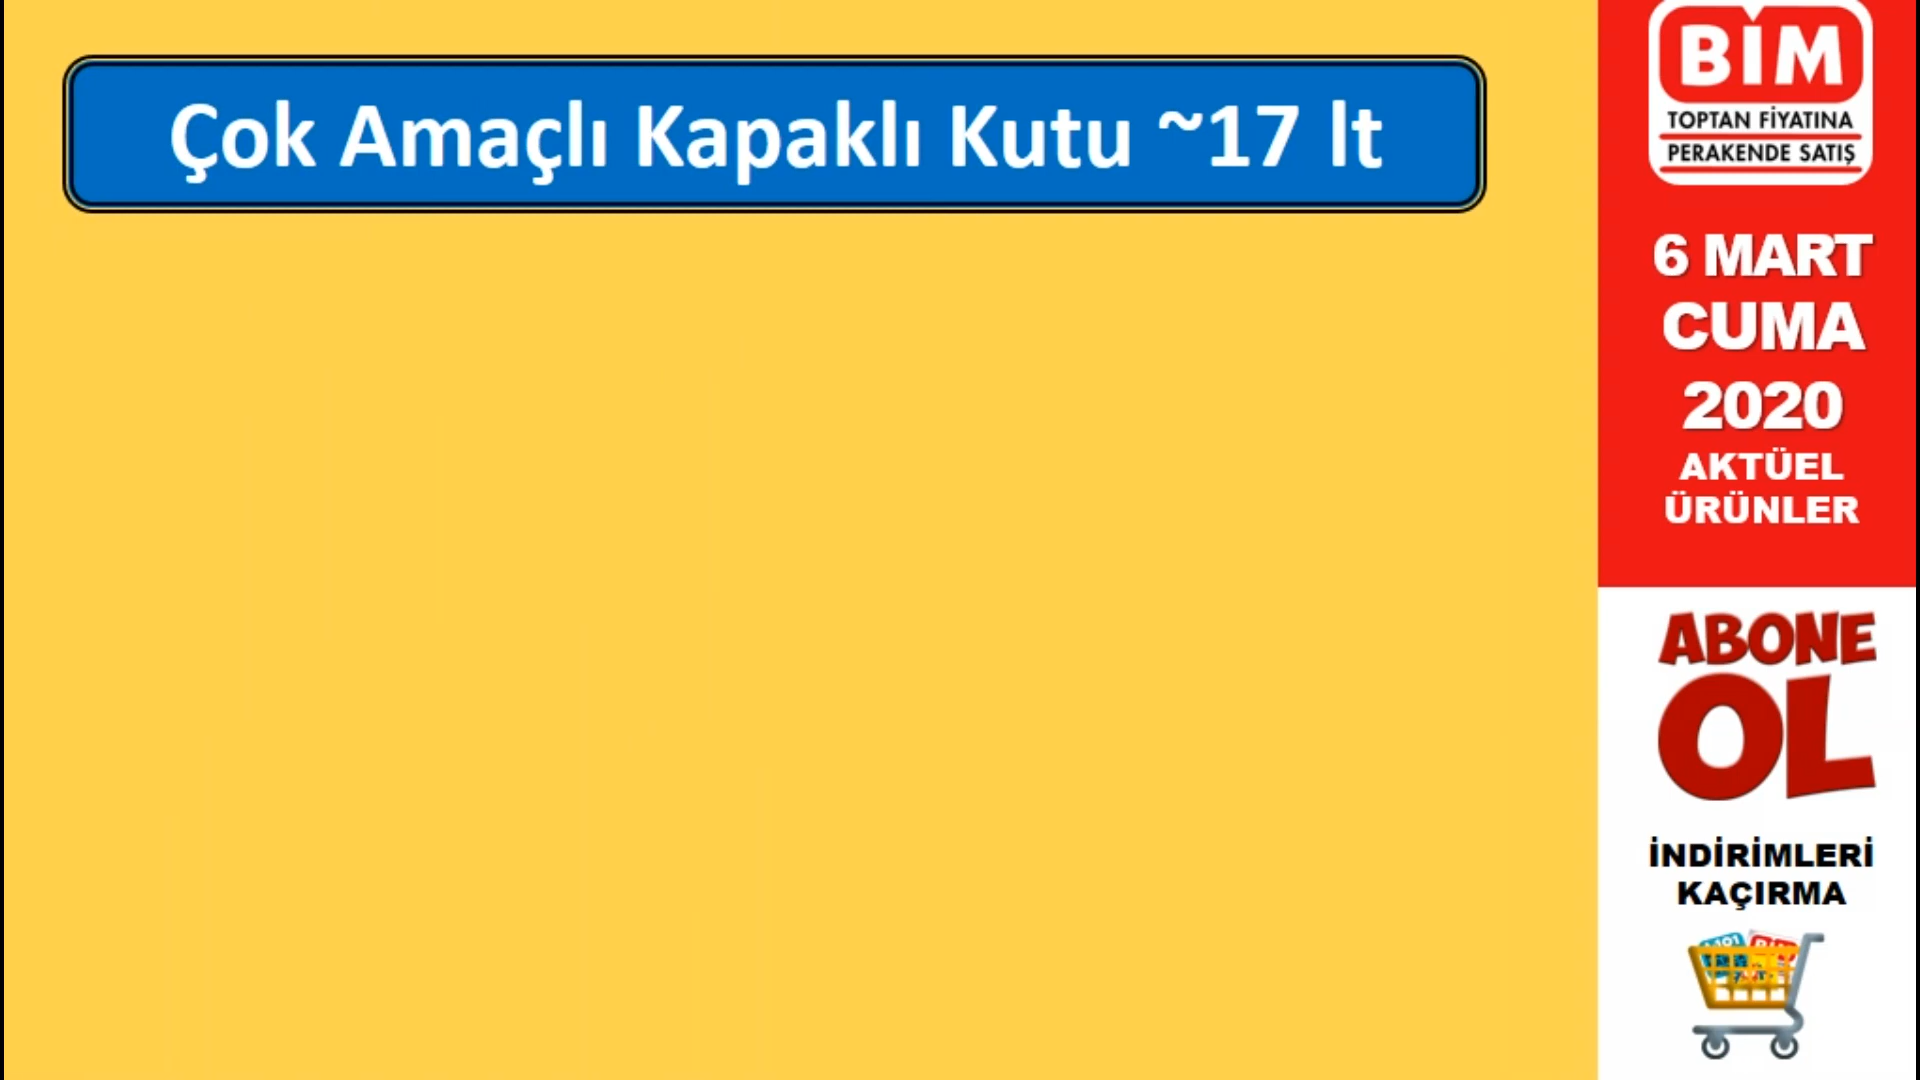 Çok Amaçlı Kapaklı Kutu ~17 lt
BİM
TOPTAN FİYATINA
PERAKENDE SATIŞ
6 MART
CUMA
2020
AKTÜEL
ÜRÜNLER
ABONE
OL
İNDİRİMLERİ
KAÇIRMA
BİM